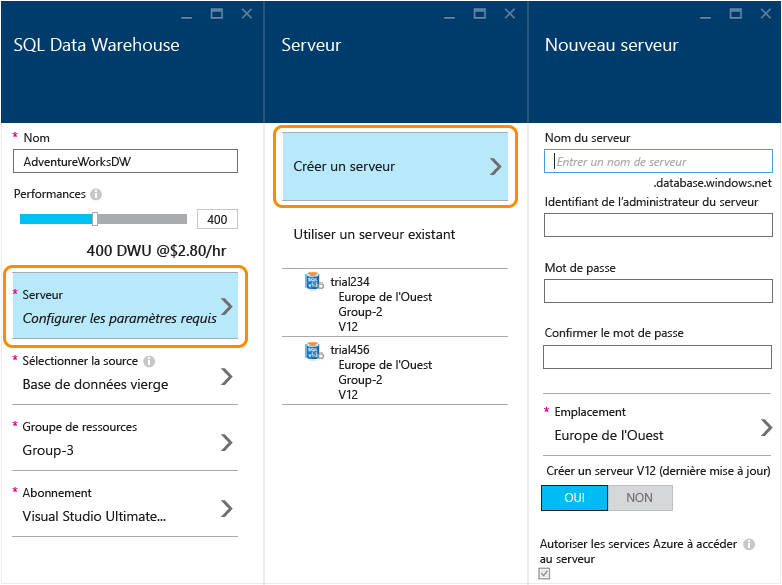 SQL Data Warehouse
* Nom
AdventureWorksDW
Performances
400
400 DWU @$2.80/hr
* Serveur
Configurer les paramètres requis
* Sélectionner la source
Base de données vierge
* Groupe de ressources
Group-3
* Abonnement
Visual Studio Ultimate...
Serveur
Créer un serveur
Utiliser un serveur existant
trial234
Europe de l'Ouest
Group-2
V12
trial456
Europe de l'Ouest
Group-2
V12
Nouveau serveur
Nom du serveur
Entrer un nom de serveur
.database.windows.net
Identifiant de l’administrateur du serveur
Mot de passe
Confirmer le mot de passe
* Emplacement
Europe de l'Ouest
Créer un serveur V12 (dernière mise à jour)
OUI NON
Autoriser les services Azure à accéder
au serveur